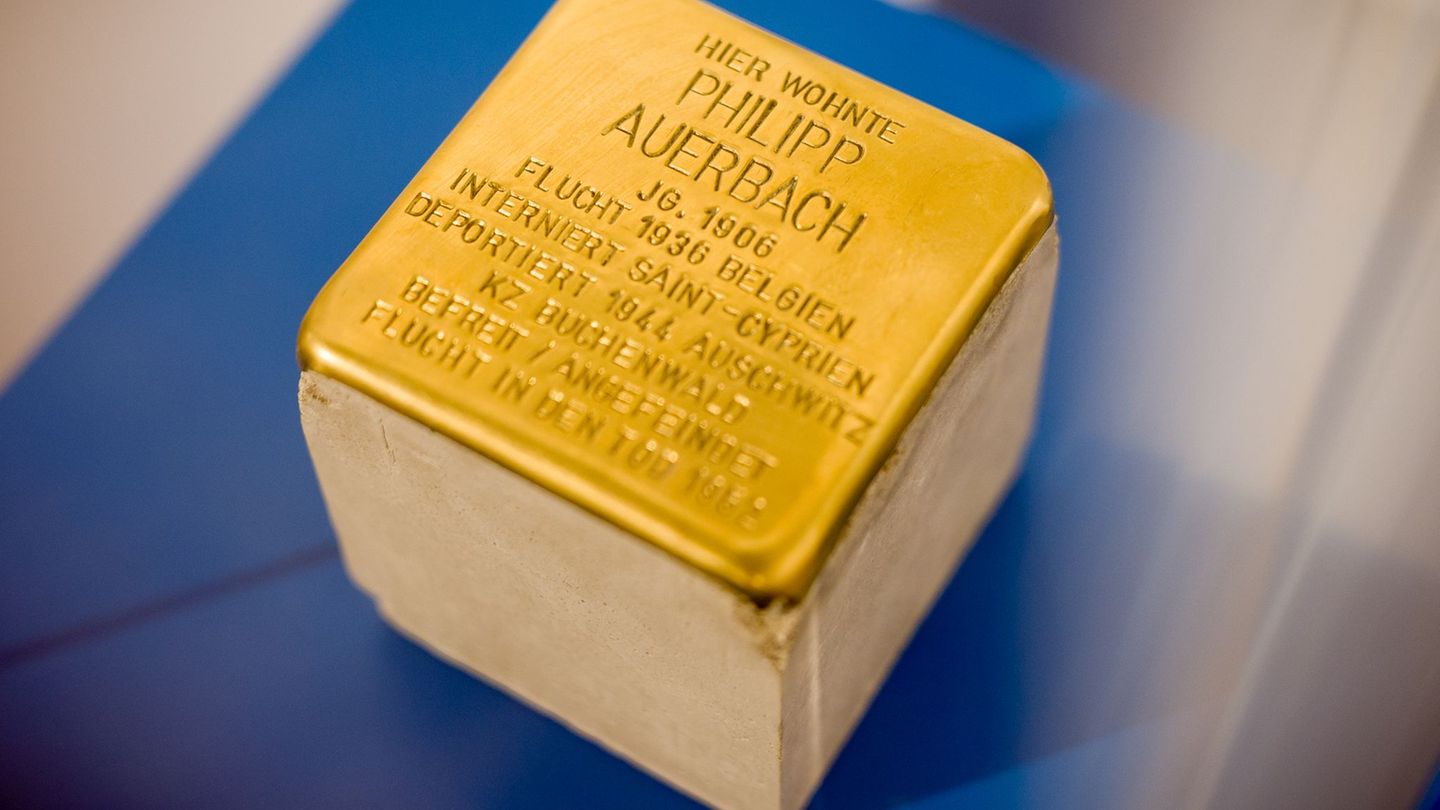 HIER WOHNTE
PHILIPP
AUERBACH
JG. 1906
FLUCHT 1936 BELGIEN
INTERNIERT SAINT-CYPRIEN
DEPORTIERT 1944 AUSCHWITZ
KZ BUCHENWALD
BEFREIT / ANGEFEINDET
FLUCHT IN DEN TOD 1952